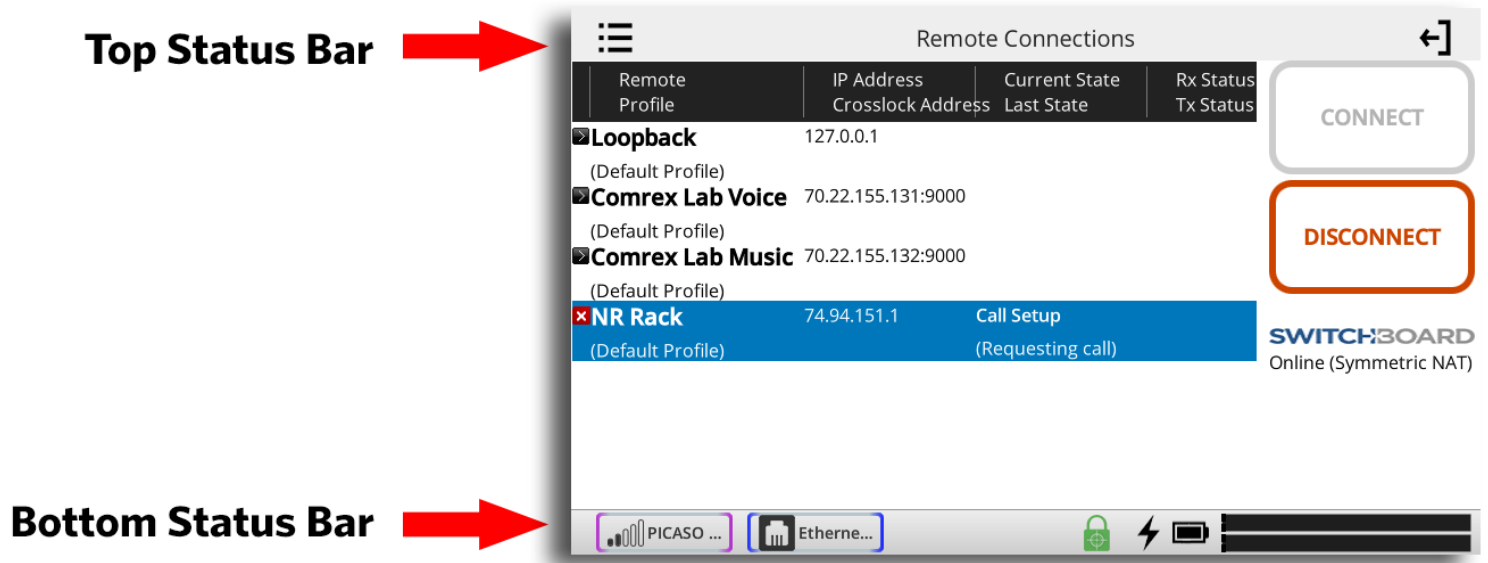 Top Status Bar
Remote Connections
Remote
Profile
IP Address
Crosslock Address
Current State
Last State
Rx Status
Tx Status
CONNECT
Loopback
127.0.0.1
(Default Profile)
Comrex Lab Voice
70.22.155.131:9000
(Default Profile)
DISCONNECT
Comrex Lab Music
70.22.155.132:9000
(Default Profile)
NR Rack
74.94.151.1
Call Setup
(Default Profile)
(Requesting call)
SWITCHBOARD
Online (Symmetric NAT)
Bottom Status Bar
PICASO ...
Etherne...